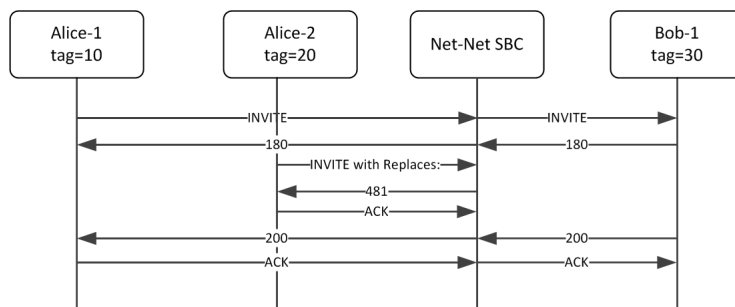 Alice-1
tag=10
Alice-2
tag=20
Net-Net SBC
Bob-1
tag=30
INVITE
INVITE
180
180
INVITE with Replaces:
481
ACK
200
200
ACK
ACK